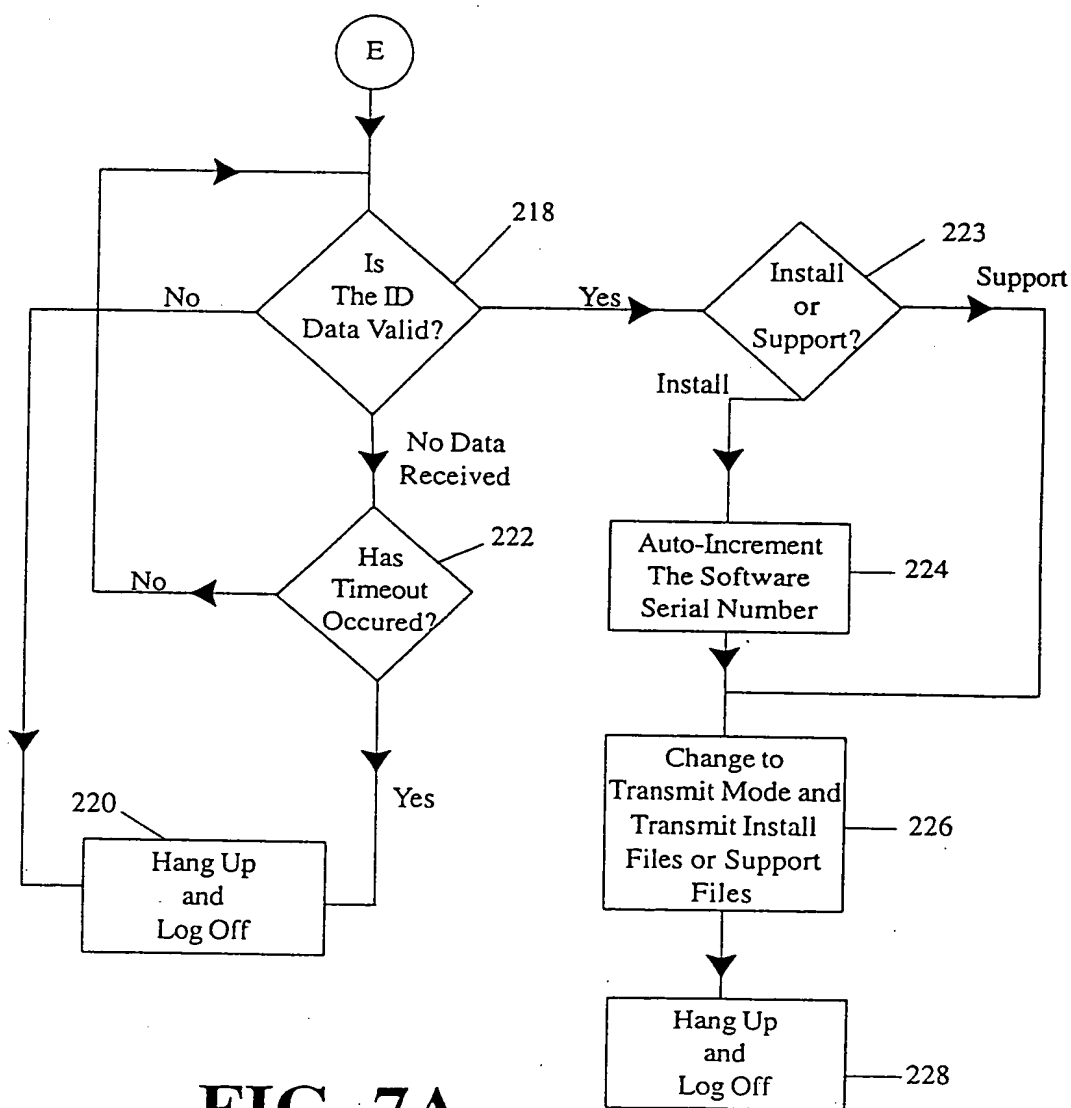 E
218
Is
The ID
Data Valid?
No
Yes
223
Install
or
Support?
Support
Install
No Data
Received
222
Has
Timeout
Occured?
No
Yes
Auto-Increment
The Software
Serial Number
224
220
Hang Up
and
Log Off
Change to
Transmit Mode and
Transmit Install
Files or Support
Files
226
Hang Up
and
Log Off
228
FIG. 7A